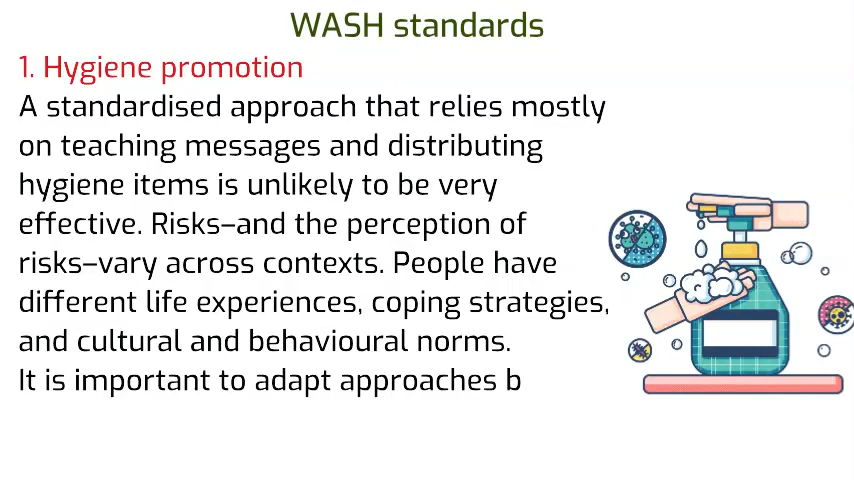 WASH standards
1. Hygiene promotion
A standardised approach that relies mostly
on teaching messages and distributing
hygiene items is unlikely to be very
effective. Risks–and the perception of
risks–vary across contexts. People have
different life experiences, coping strategies,
and cultural and behavioural norms.
It is important to adapt approaches b